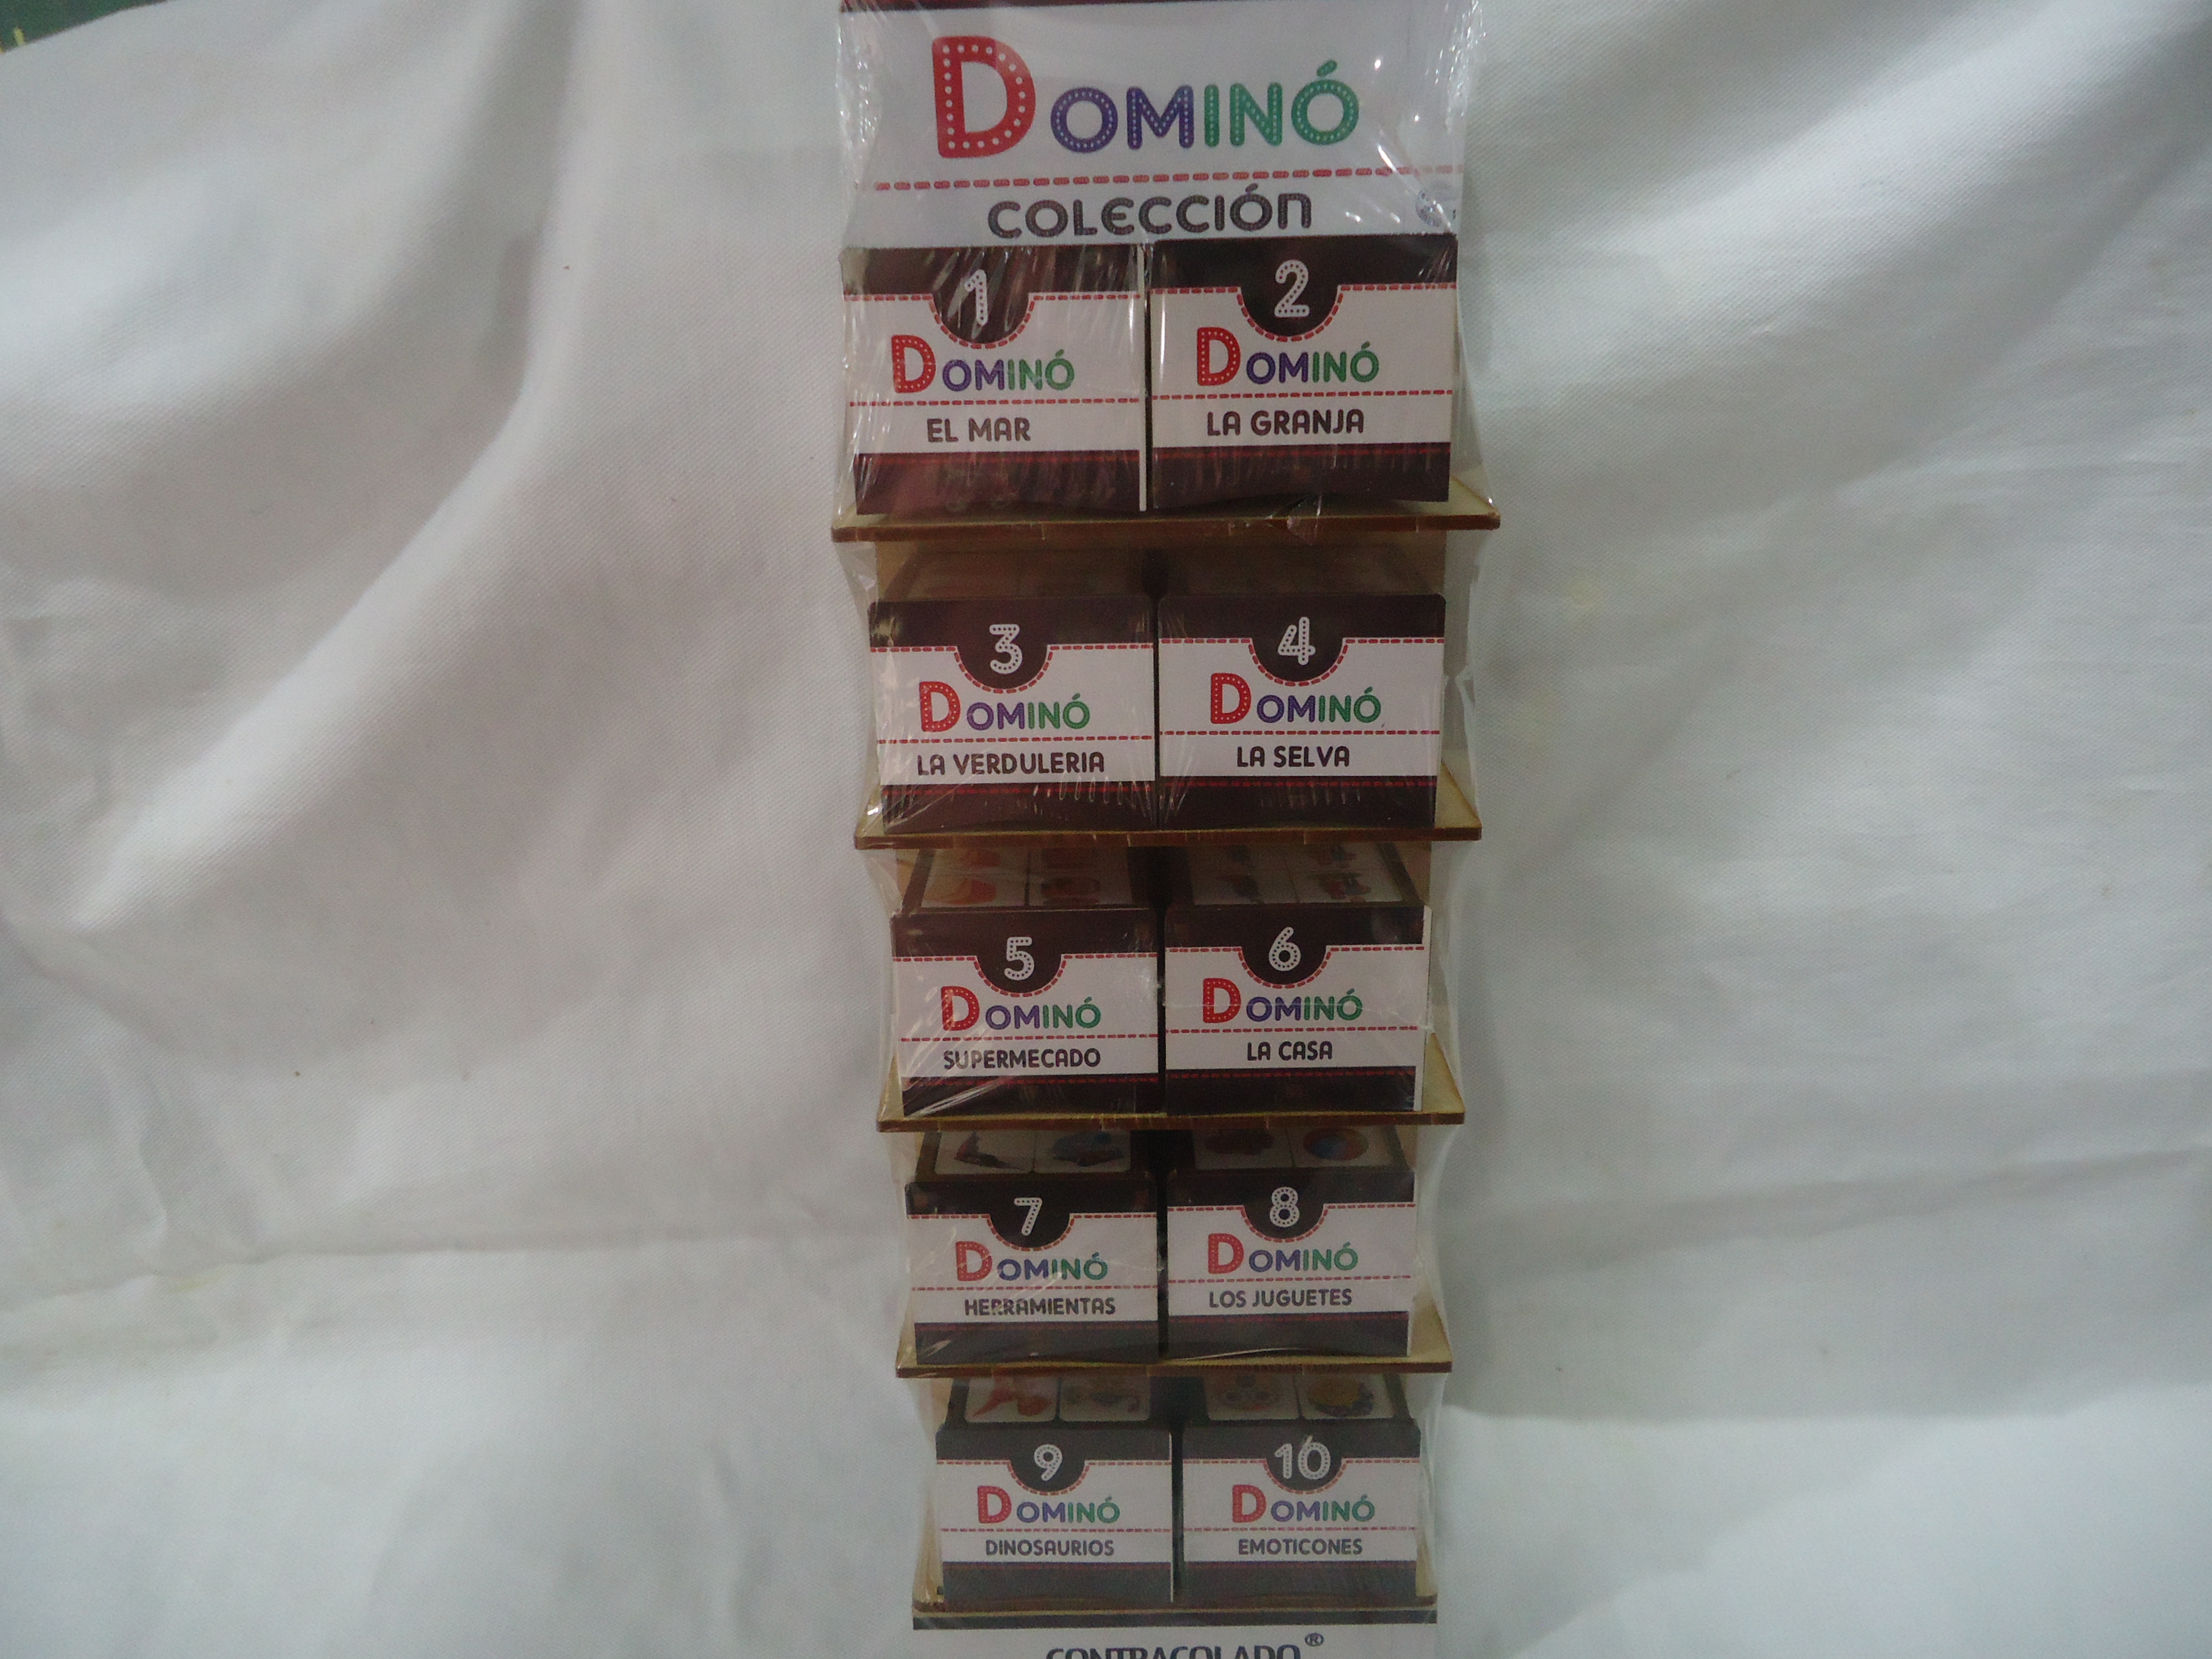 DOMINÓ
COLECCIÓN
1
DOMINÓ
EL MAR
2
DOMINÓ
LA GRANJA
3
DOMINÓ
LA VERDULERIA
4
DOMINÓ
LA SELVA
5
DOMINÓ
SUPERMECADO
6
DOMINÓ
LA CASA
7
DOMINÓ
HERRAMIENTAS
8
DOMINÓ
LOS JUGUETES
9
DOMINÓ
DINOSAURIOS
10
DOMINÓ
EMOTICONES
CONTRACOLADO®